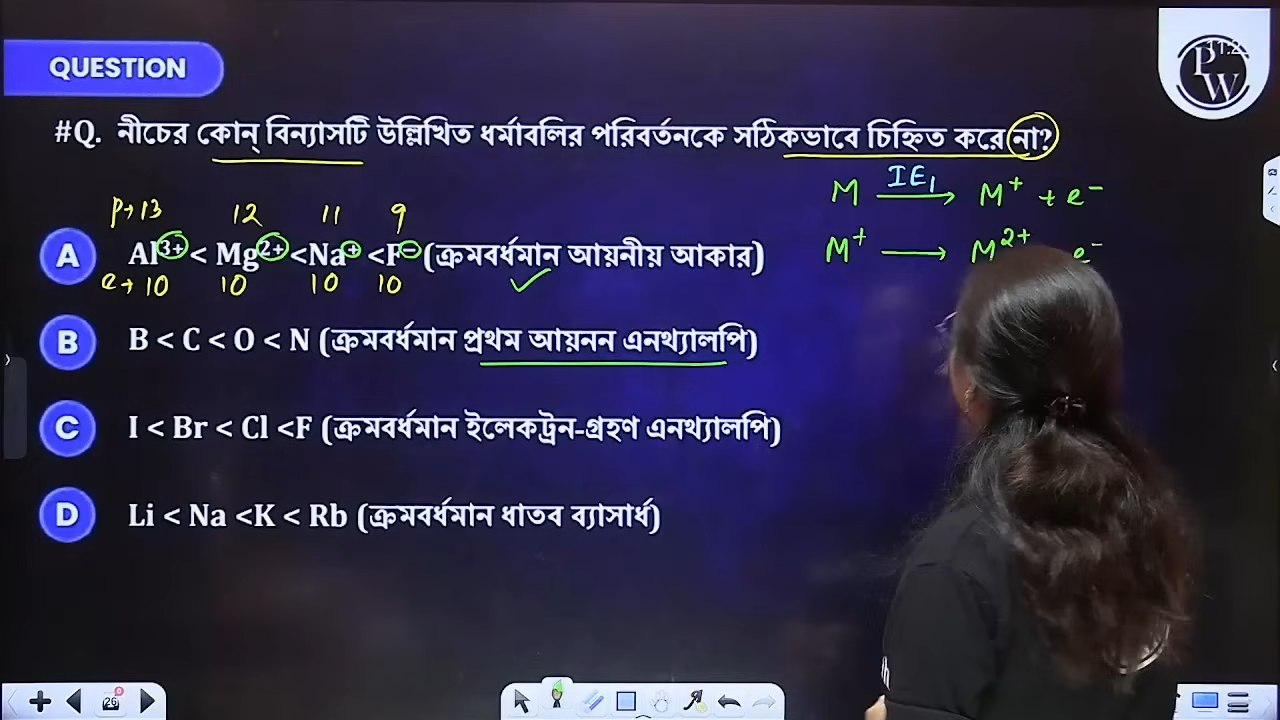 QUESTION
#Q. নীচের কোন্ বিন্যাসটি উল্লিখিত ধর্মাবলির পরিবর্তনকে সঠিকভাবে চিহ্নিত করে না?
M IE₁→ M⁺ + e⁻
P→13 12 11 9
A Al³⁺ < Mg²⁺ <Na⁺ <F⁻ (ক্রমবর্ধমান আয়নীয় আকার)
M⁺ → M²⁺ e⁻
e→10 10 10 10
B B < C < O < N (ক্রমবর্ধমান প্রথম আয়নন এনথ্যালপি)
C I < Br < Cl <F (ক্রমবর্ধমান ইলেকট্রন-গ্রহণ এনথ্যালপি)
D Li < Na <K < Rb (ক্রমবর্ধমান ধাতব ব্যাসার্ধ)
PW
26